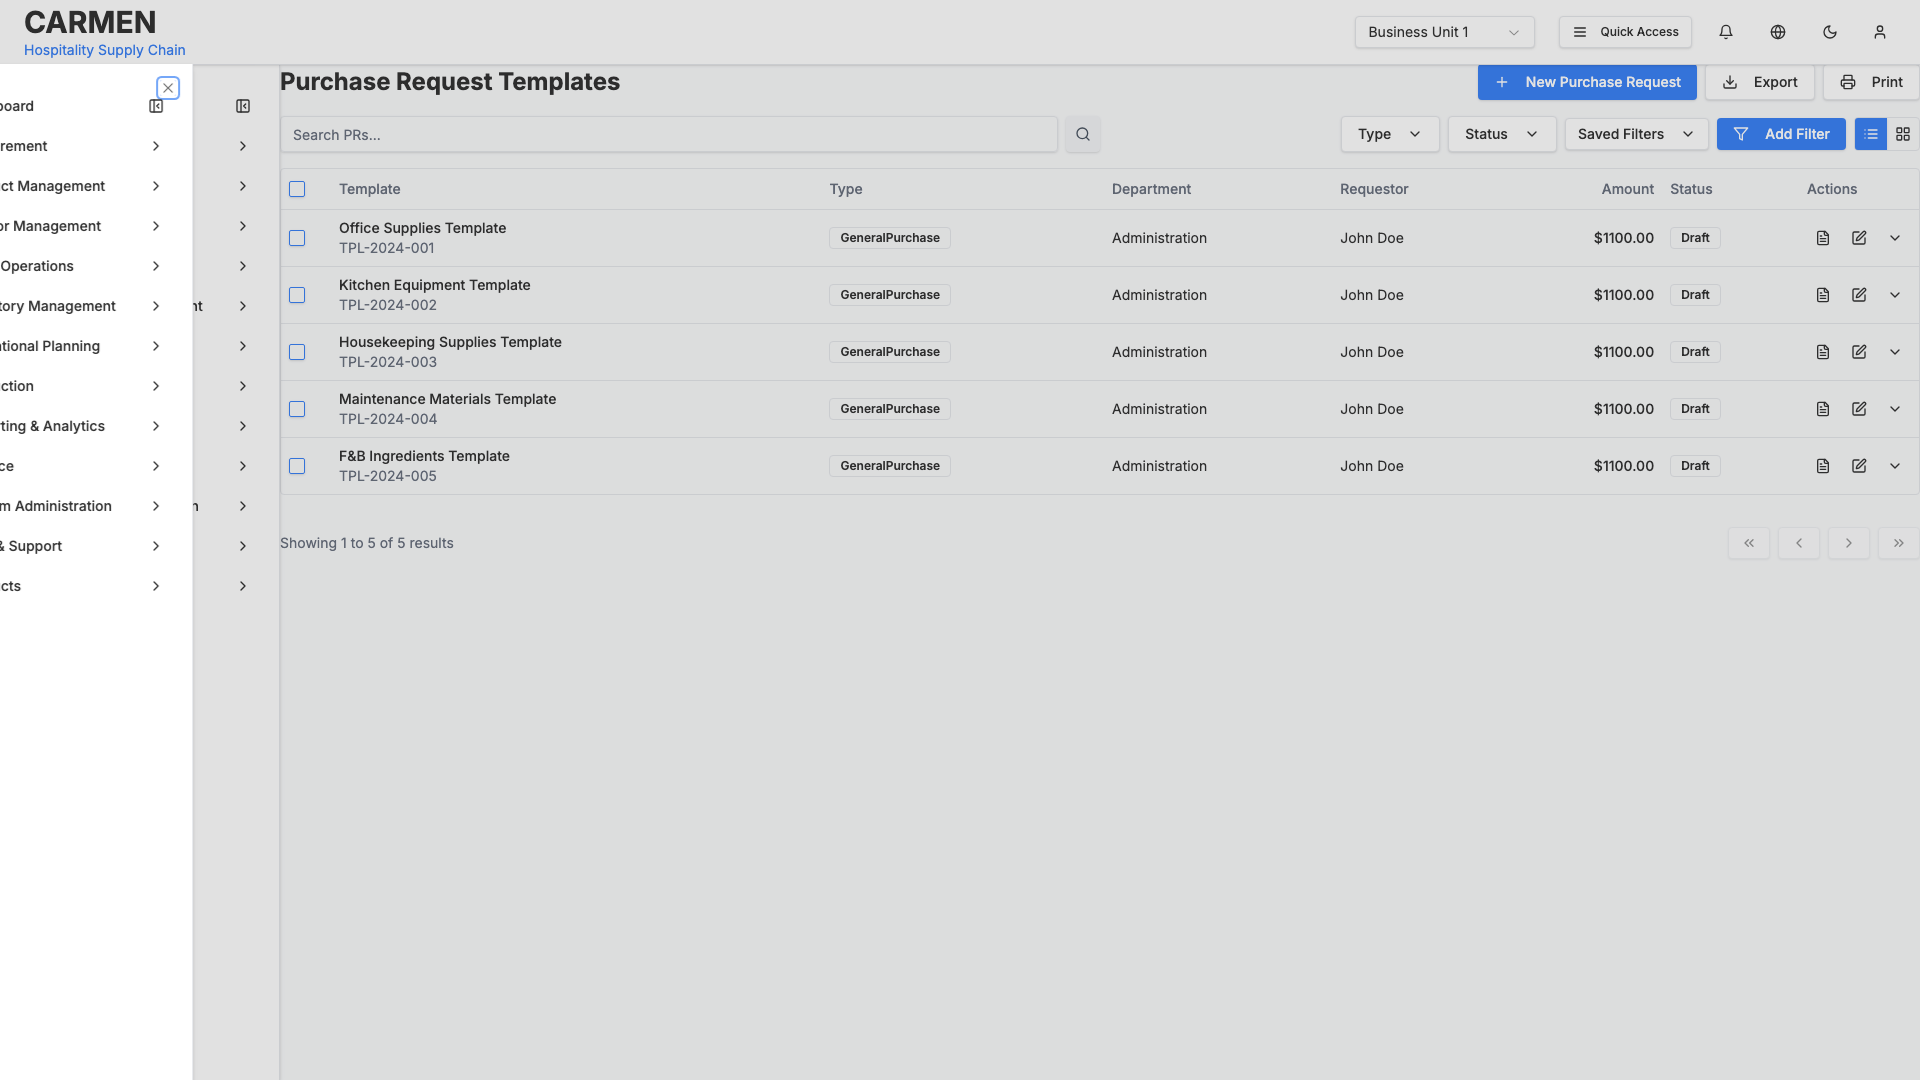 CARMEN
Hospitality Supply Chain
Business Unit 1
Quick Access
board
rement
ct Management
or Management
Operations
tory Management
nt
ational Planning
ction
ting & Analytics
ce
m Administration
n
& Support
cts
Purchase Request Templates
New Purchase Request
Export
Print
Search PRs...
Type
Status
Saved Filters
Add Filter
Template Type Department Requestor Amount Status Actions
Office Supplies Template
TPL-2024-001
GeneralPurchase Administration John Doe $1100.00 Draft
Kitchen Equipment Template
TPL-2024-002
GeneralPurchase Administration John Doe $1100.00 Draft
Housekeeping Supplies Template
TPL-2024-003
GeneralPurchase Administration John Doe $1100.00 Draft
Maintenance Materials Template
TPL-2024-004
GeneralPurchase Administration John Doe $1100.00 Draft
F&B Ingredients Template
TPL-2024-005
GeneralPurchase Administration John Doe $1100.00 Draft
Showing 1 to 5 of 5 results